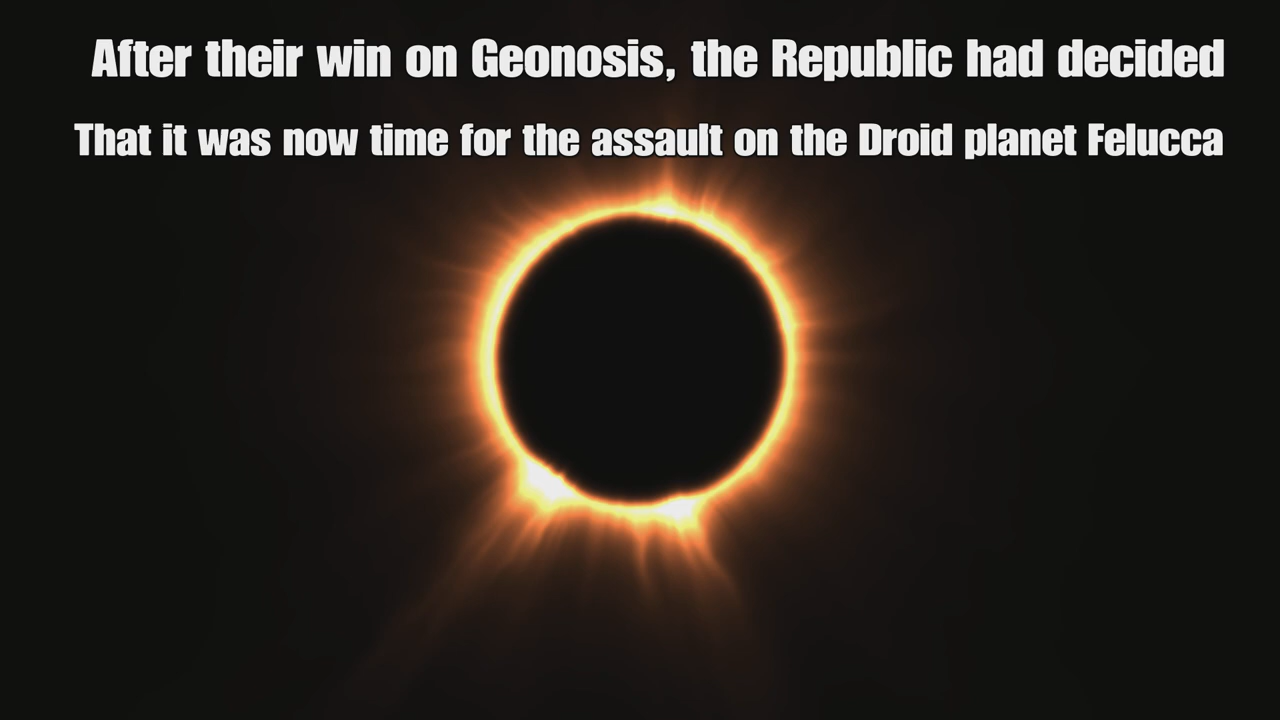 After their win on Geonosis, the Republic had decided
That it was now time for the assault on the Droid planet Felucca